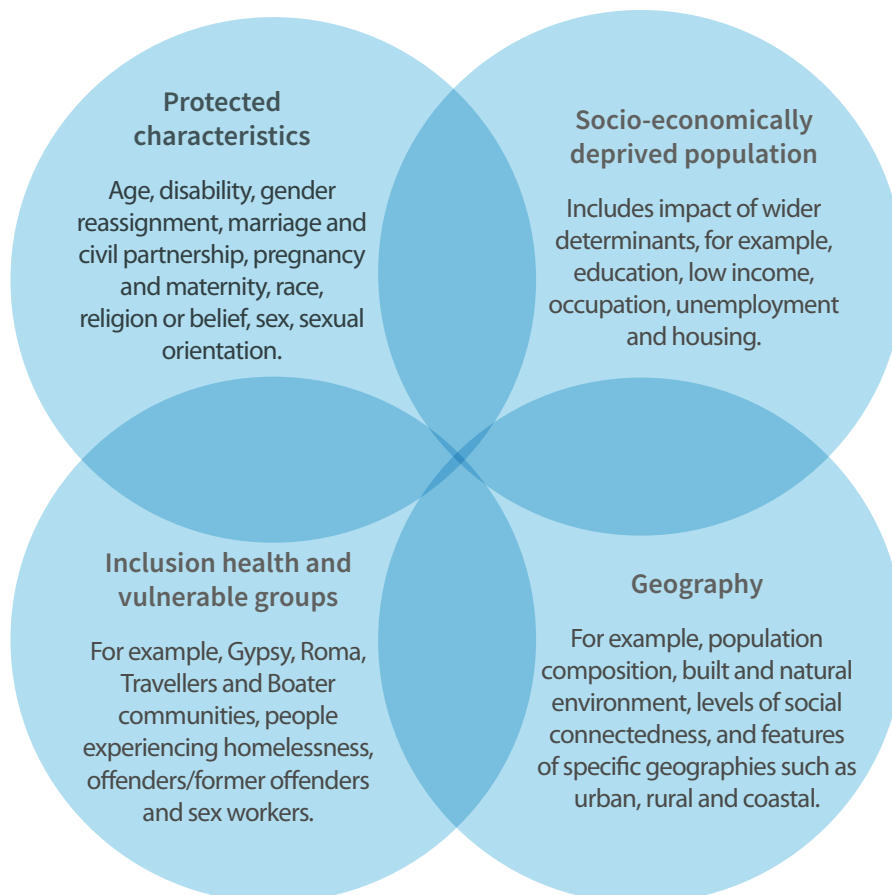 Protected
characteristics
Age, disability, gender
reassignment, marriage and
civil partnership, pregnancy
and maternity, race,
religion or belief, sex, sexual
orientation.
Socio-economically
deprived population
Includes impact of wider
determinants, for example,
education, low income,
occupation, unemployment
and housing.
Inclusion health and
vulnerable groups
For example, Gypsy, Roma,
Travellers and Boater
communities, people
experiencing homelessness,
offenders/former offenders
and sex workers.
Geography
For example, population
composition, built and natural
environment, levels of social
connectedness, and features
of specific geographies such as
urban, rural and coastal.